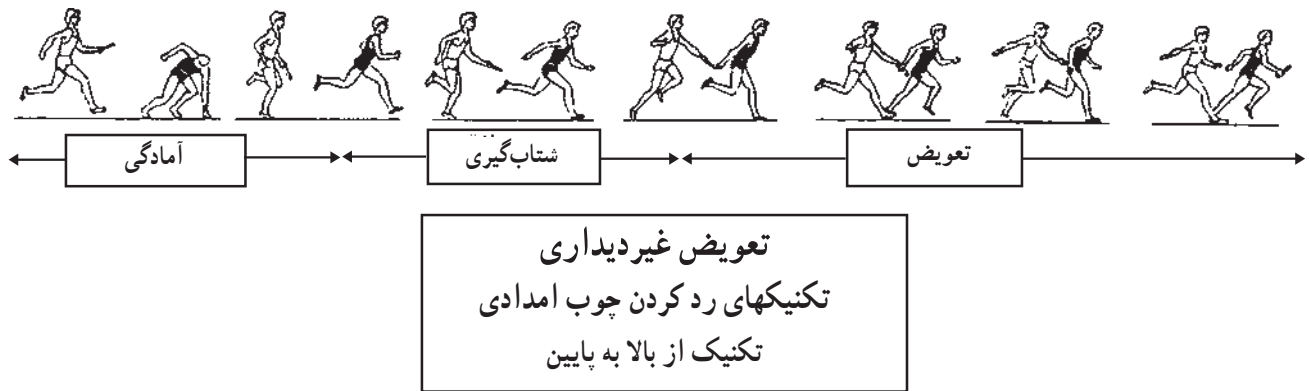 آمادگی
شتاب‌گیری
تعویض
تعویض غیردیداری
تکنیکهای رد کردن چوب امدادی
تکنیک از بالا به پایین